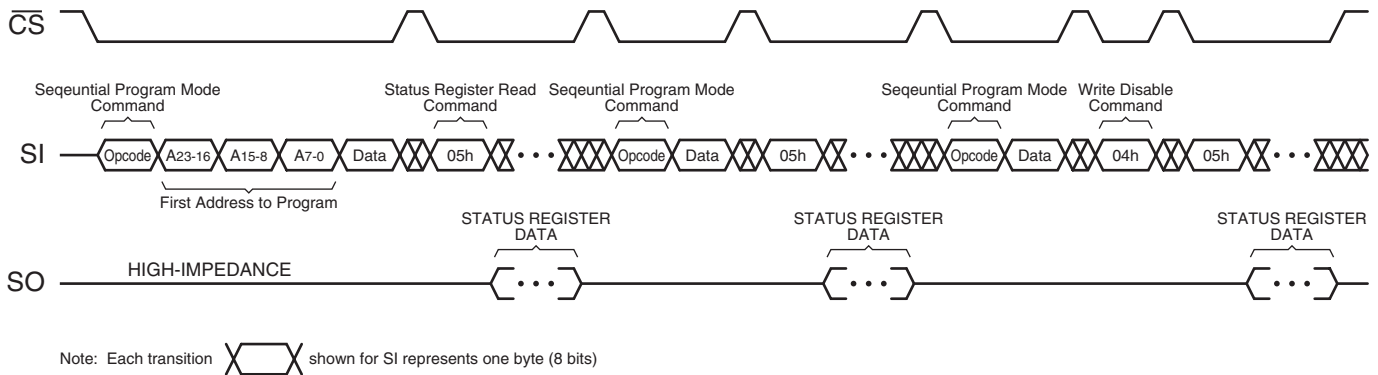 CS
Seqeuntial Program Mode
Command
Status Register Read
Command
Seqeuntial Program Mode
Command
Seqeuntial Program Mode
Command
Write Disable
Command
SI
Opcode
A23-16
A15-8
A7-0
Data
05h
• • •
Opcode
Data
05h
• • •
Opcode
Data
04h
05h
• • •
First Address to Program
STATUS REGISTER
DATA
STATUS REGISTER
DATA
STATUS REGISTER
DATA
SO
HIGH-IMPEDANCE
• • •
• • •
• • •
Note: Each transition shown for SI represents one byte (8 bits)